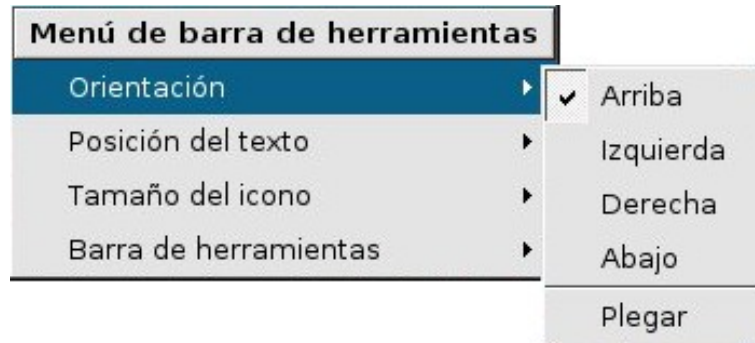 Menú de barra de herramientas
Orientación
Posición del texto
Tamaño del icono
Barra de herramientas
Arriba
Izquierda
Derecha
Abajo
Plegar